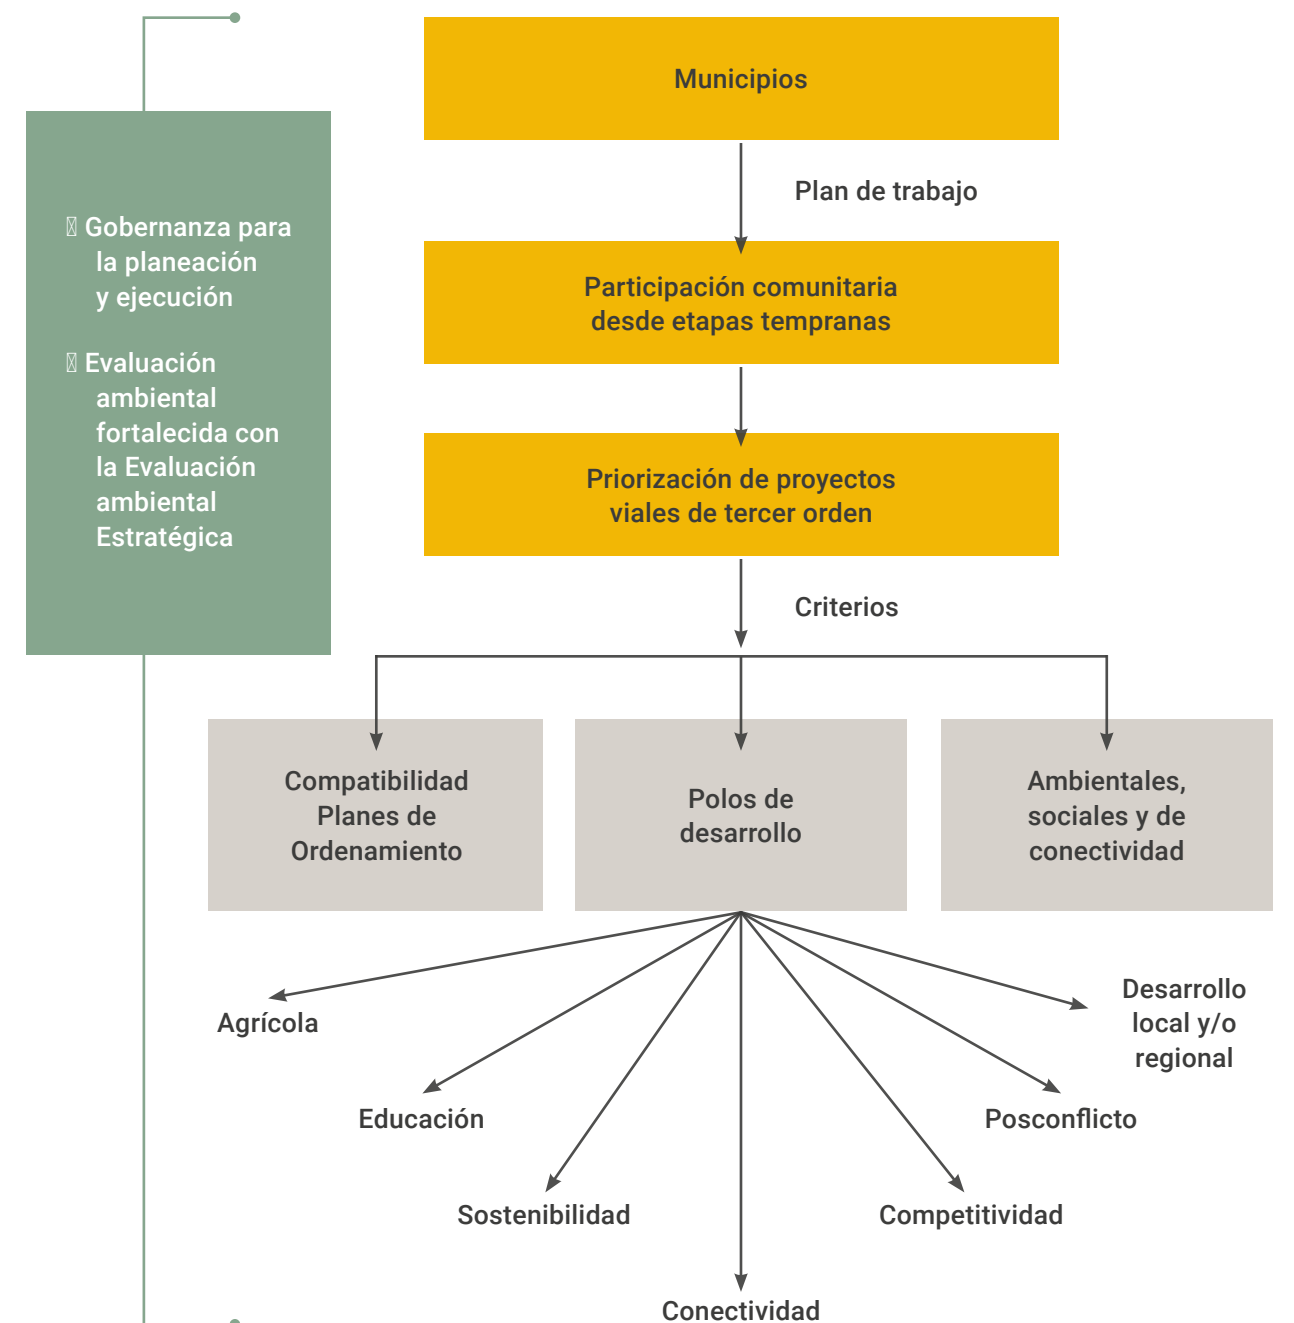 Municipios
Plan de trabajo
Gobernanza para
la planeación
y ejecución
Evaluación
ambiental
fortalecida con
la Evaluación
ambiental
Estratégica
Participación comunitaria
desde etapas tempranas
Priorización de proyectos
viales de tercer orden
Criterios
Compatibilidad
Planes de
Ordenamiento
Polos de
desarrollo
Ambientales,
sociales y de
conectividad
Agrícola
Educación
Sostenibilidad
Conectividad
Competitividad
Posconflicto
Desarrollo
local y/o
regional